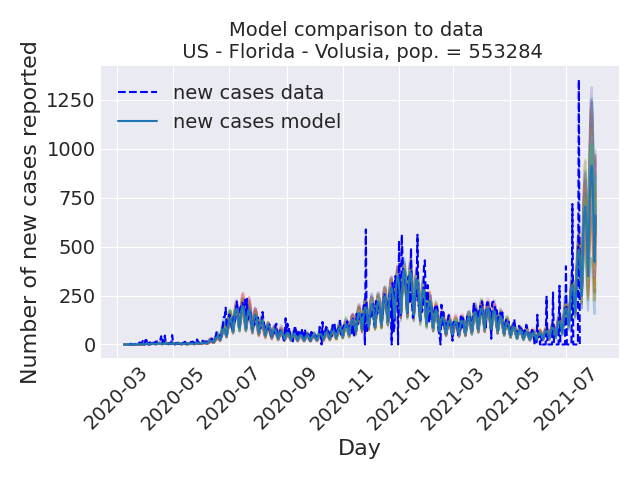 Model comparison to data
US - Florida - Volusia, pop. = 553284
Number of new cases reported
new cases data
new cases model
1250
1000
750
500
250
0
2020-03
2020-05
2020-07
2020-09
2020-11
2021-01
2021-03
2021-05
2021-07
Day